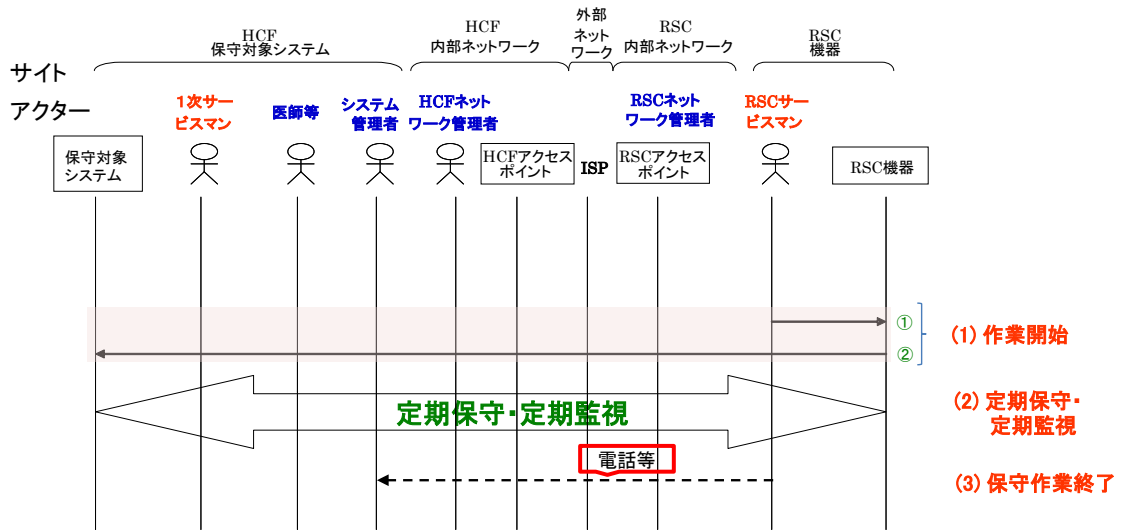 HCF
保守対象システム
HCF
内部ネットワーク
外部
ネット
ワーク
RSC
内部ネットワーク
RSC
機器
サイト
アクター
1次サー
ビスマン
医師等
システム
管理者
HCFネット
ワーク管理者
RSCネット
ワーク管理者
RSCサー
ビスマン
保守対象
システム
HCFアクセス
ポイント
ISP
RSCアクセス
ポイント
RSC機器
①
②
(1) 作業開始
定期保守・定期監視
(2) 定期保守・
定期監視
電話等
(3) 保守作業終了